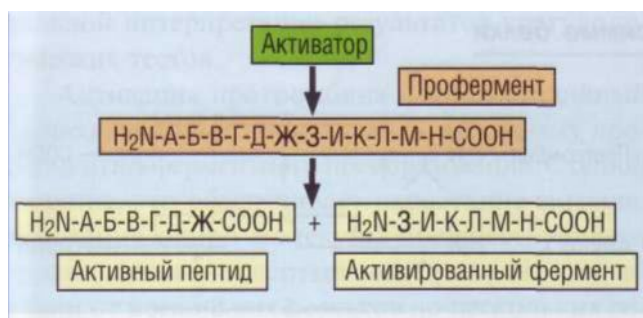 Активатор
Профермент
H₂N-А-Б-В-Г-Д-Ж-З-И-К-Л-М-Н-COOH
H₂N-А-Б-В-Г-Д-Ж-COOH + H₂N-З-И-К-Л-М-Н-COOH
Активный пептид Активированный фермент